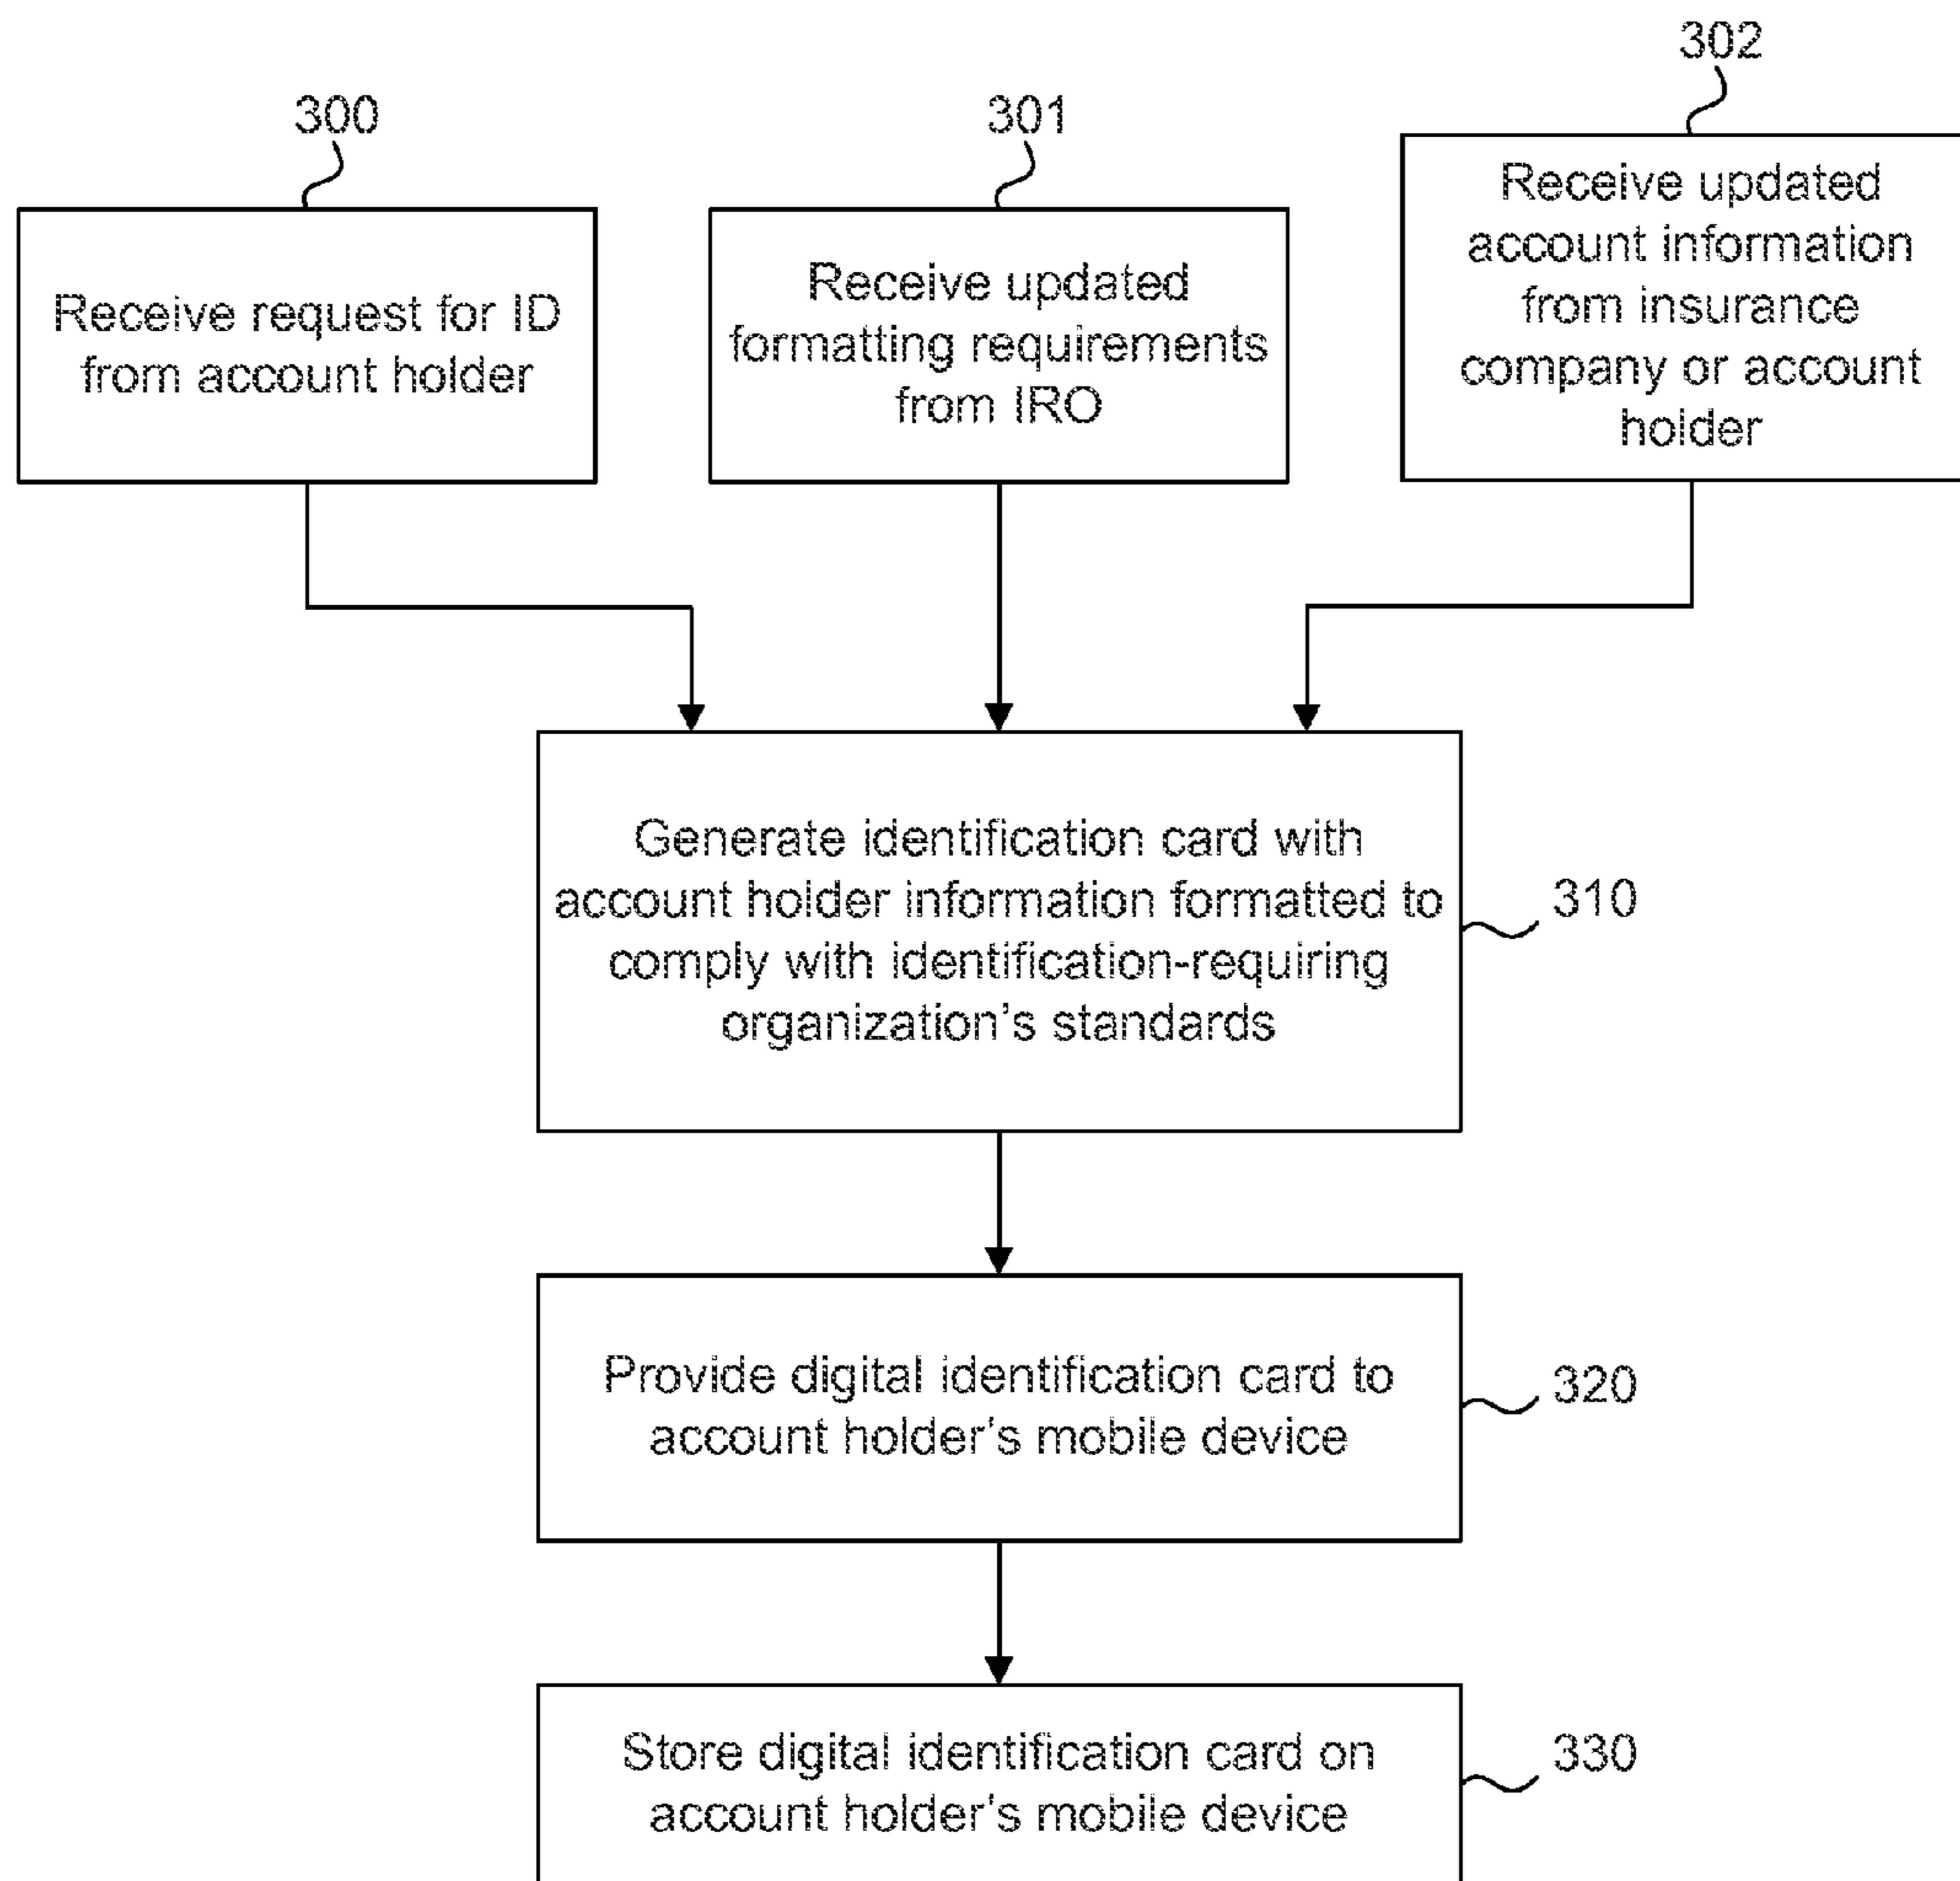 300
301
302
Receive request for ID
from account holder
Receive updated
formatting requirements
from IRO
Receive updated
account information
from insurance
company or account
holder
Generate identification card with
account holder information formatted to
comply with identification-requiring
organization's standards
310
Provide digital identification card to
account holder's mobile device
320
Store digital identification card on
account holder's mobile device
330